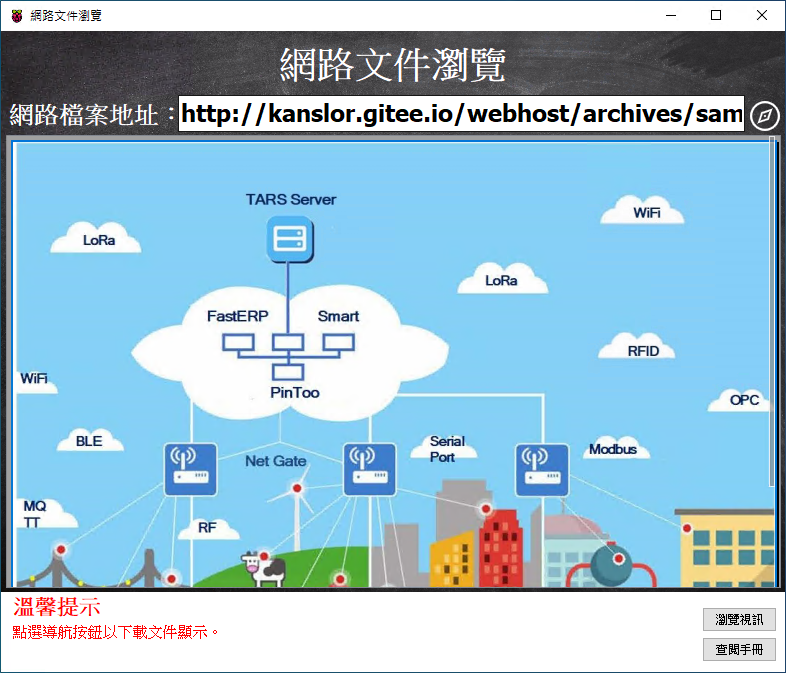 網路文件瀏覽
網路文件瀏覽
網路檔案地址：http://kanslor.gitee.io/webhost/archives/sam
TARS Server
WiFi
LoRa
LoRa
FastERP
Smart
RFID
WiFi
PinToo
OPC
BLE
Serial
Port
Modbus
Net Gate
MQ
TT
RF
溫馨提示
點選導航按鈕以下載文件顯示。
瀏覽視訊
查閱手冊